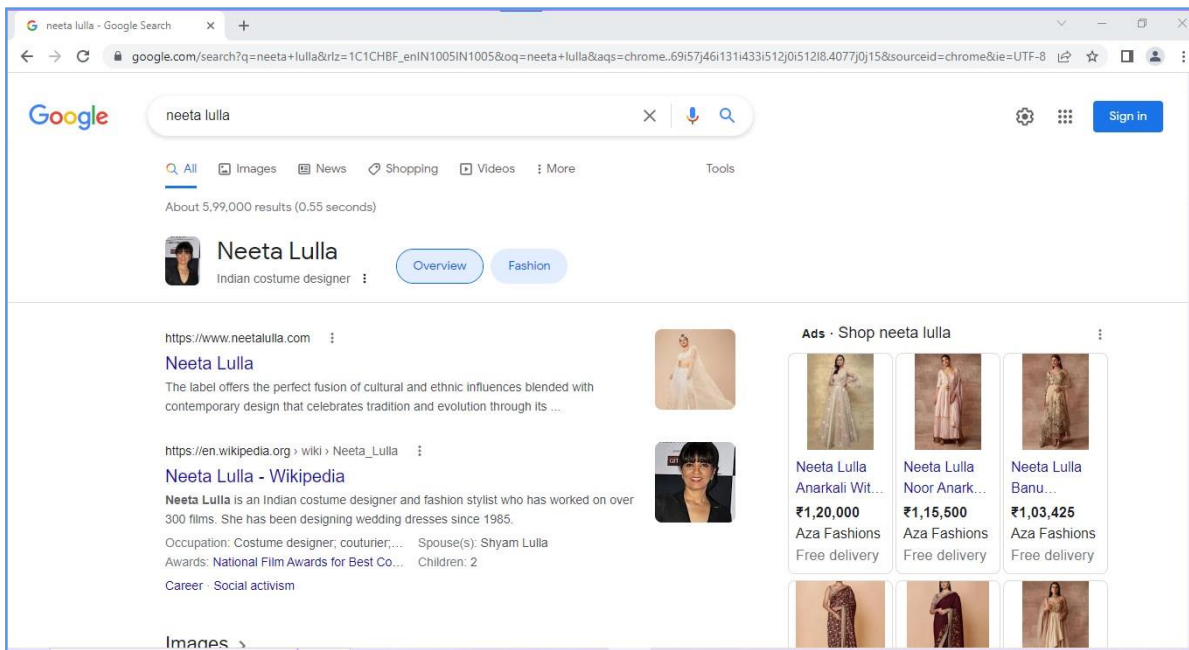 neeta lulla - Google Search
google.com/search?q=neeta+lulla&rlz=1C1CHBF_enIN1005IN1005&oq=neeta+lulla&aqs=chrome..69i57j46i131i433i512j0i512l8.4077j0j15&sourceid=chrome&ie=UTF-8
Google
neeta lulla
Sign in
All Images News Shopping Videos More Tools
About 5,99,000 results (0.55 seconds)
Neeta Lulla
Indian costume designer
Overview Fashion
https://www.neetalulla.com
Neeta Lulla
The label offers the perfect fusion of cultural and ethnic influences blended with
contemporary design that celebrates tradition and evolution through its ...
https://en.wikipedia.org › wiki › Neeta_Lulla
Neeta Lulla - Wikipedia
Neeta Lulla is an Indian costume designer and fashion stylist who has worked on over
300 films. She has been designing wedding dresses since 1985.
Occupation: Costume designer; couturier;... Spouse(s): Shyam Lulla
Awards: National Film Awards for Best Co... Children: 2
Career · Social activism
Images ›
Ads · Shop neeta lulla
Neeta Lulla
Anarkali Wit...
₹1,20,000
Aza Fashions
Free delivery
Neeta Lulla
Noor Anark...
₹1,15,500
Aza Fashions
Free delivery
Neeta Lulla
Banu...
₹1,03,425
Aza Fashions
Free delivery